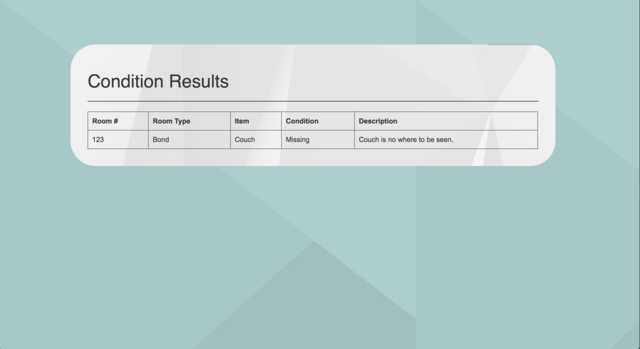 Condition Results
Room # Room Type Item Condition Description
123 Bond Couch Missing Couch is no where to be seen.